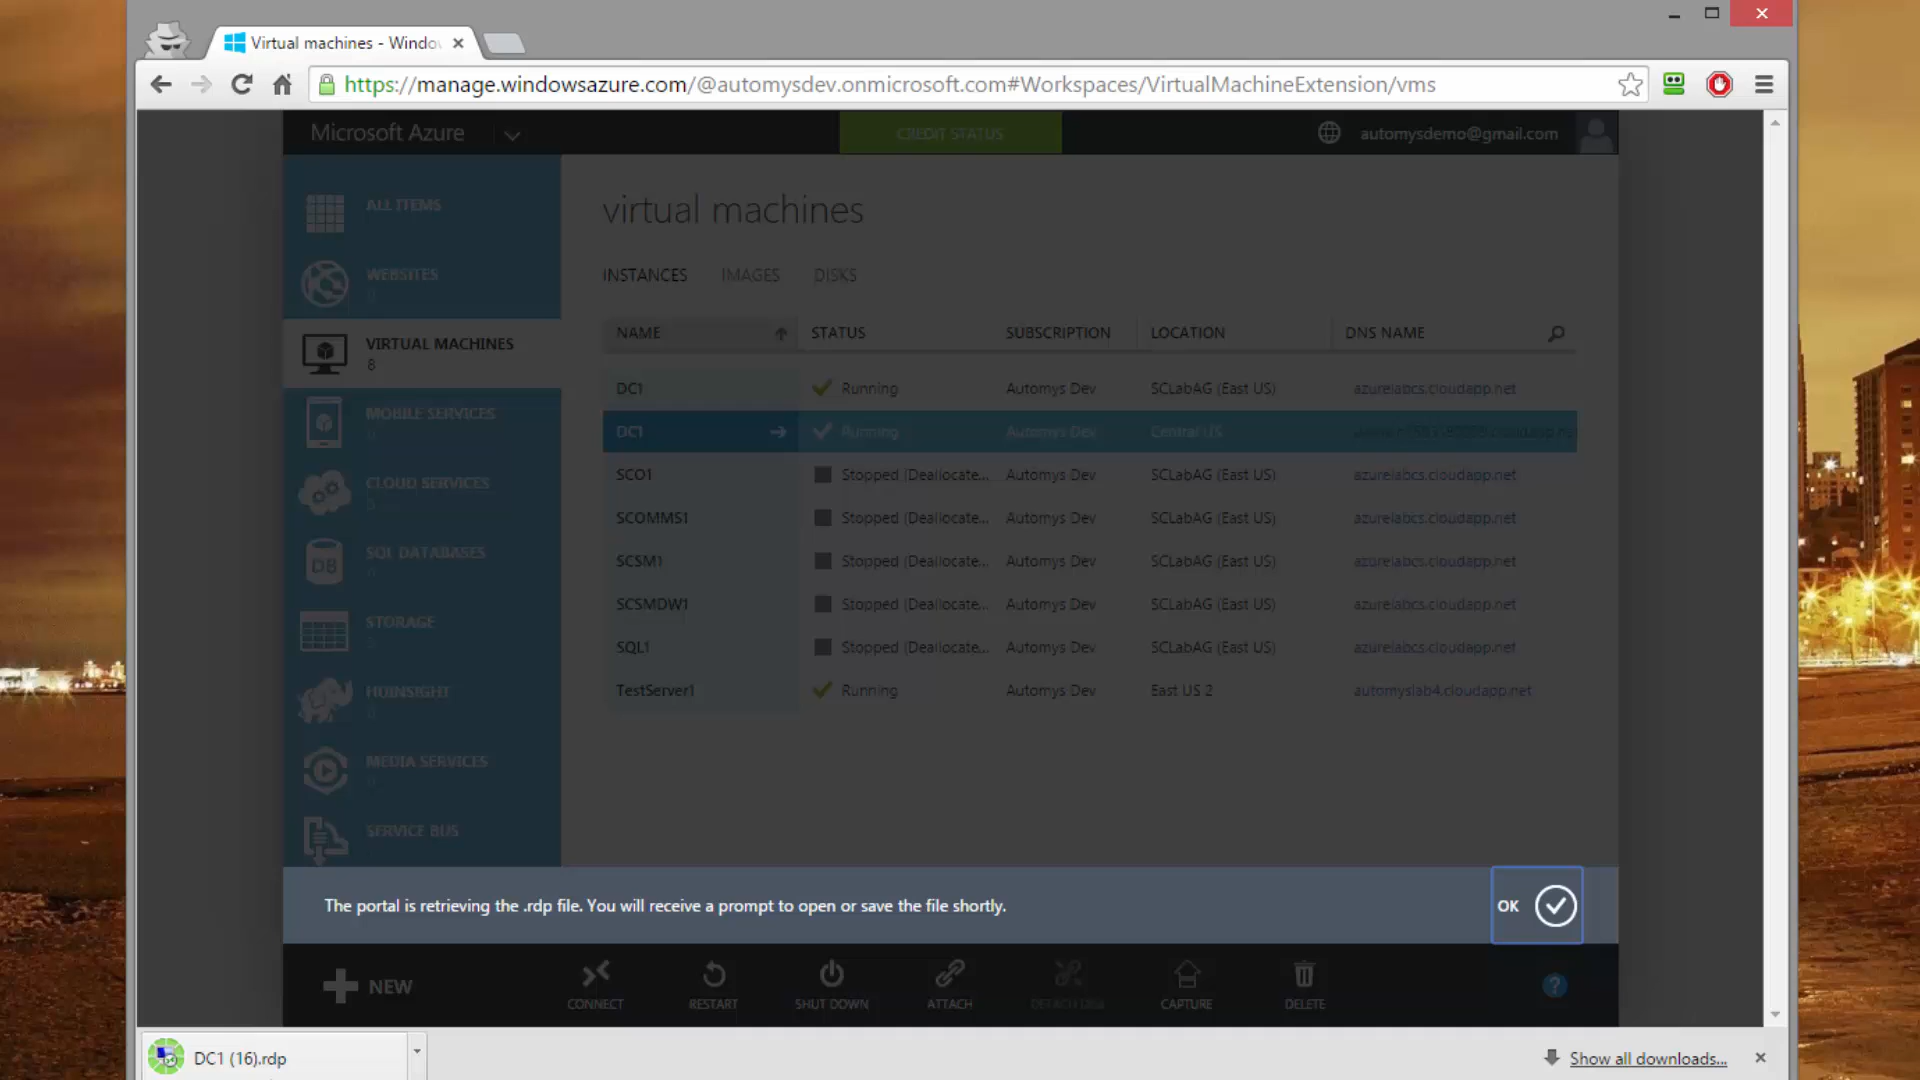 Virtual machines - Windo
https://manage.windowsazure.com/@automysdev.onmicrosoft.com#Workspaces/VirtualMachineExtension/vms
Microsoft Azure
CREDIT STATUS
automysdemo@gmail.com
ALL ITEMS
WEBSITES
0
VIRTUAL MACHINES
8
MOBILE SERVICES
0
CLOUD SERVICES
SQL DATABASES
0
STORAGE
HDINSIGHT
0
MEDIA SERVICES
0
SERVICE BUS
virtual machines
INSTANCES IMAGES DISKS
NAME STATUS SUBSCRIPTION LOCATION DNS NAME
DC1 Running Automys Dev SCLabAG (East US) azurelabcs.cloudapp.net
DC1 Running Automys Dev Central US
SCO1 Stopped (Deallocate... Automys Dev SCLabAG (East US) azurelabcs.cloudapp.net
SCOMMS1 Stopped (Deallocate... Automys Dev SCLabAG (East US) azurelabcs.cloudapp.net
SCSM1 Stopped (Deallocate... Automys Dev SCLabAG (East US) azurelabcs.cloudapp.net
SCSMDW1 Stopped (Deallocate... Automys Dev SCLabAG (East US) azurelabcs.cloudapp.net
SQL1 Stopped (Deallocate... Automys Dev SCLabAG (East US) azurelabcs.cloudapp.net
TestServer1 Running Automys Dev East US 2 automyslab4.cloudapp.net
The portal is retrieving the .rdp file. You will receive a prompt to open or save the file shortly.
OK
NEW
CONNECT RESTART SHUT DOWN ATTACH DETACH DISK CAPTURE DELETE
?
DC1 (16).rdp
Show all downloads...